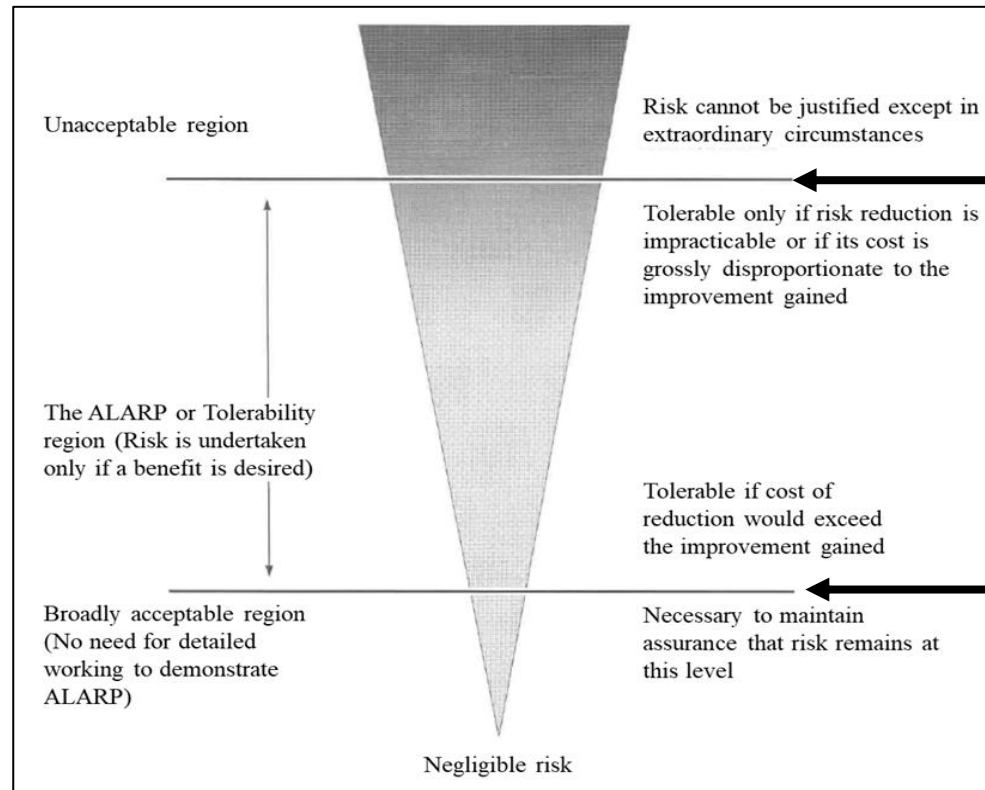 Unacceptable region
Risk cannot be justified except in
extraordinary circumstances
Tolerable only if risk reduction is
impracticable or if its cost is
grossly disproportionate to the
improvement gained
The ALARP or Tolerability
region (Risk is undertaken
only if a benefit is desired)
Tolerable if cost of
reduction would exceed
the improvement gained
Broadly acceptable region
(No need for detailed
working to demonstrate
ALARP)
Necessary to maintain
assurance that risk remains at
this level
Negligible risk